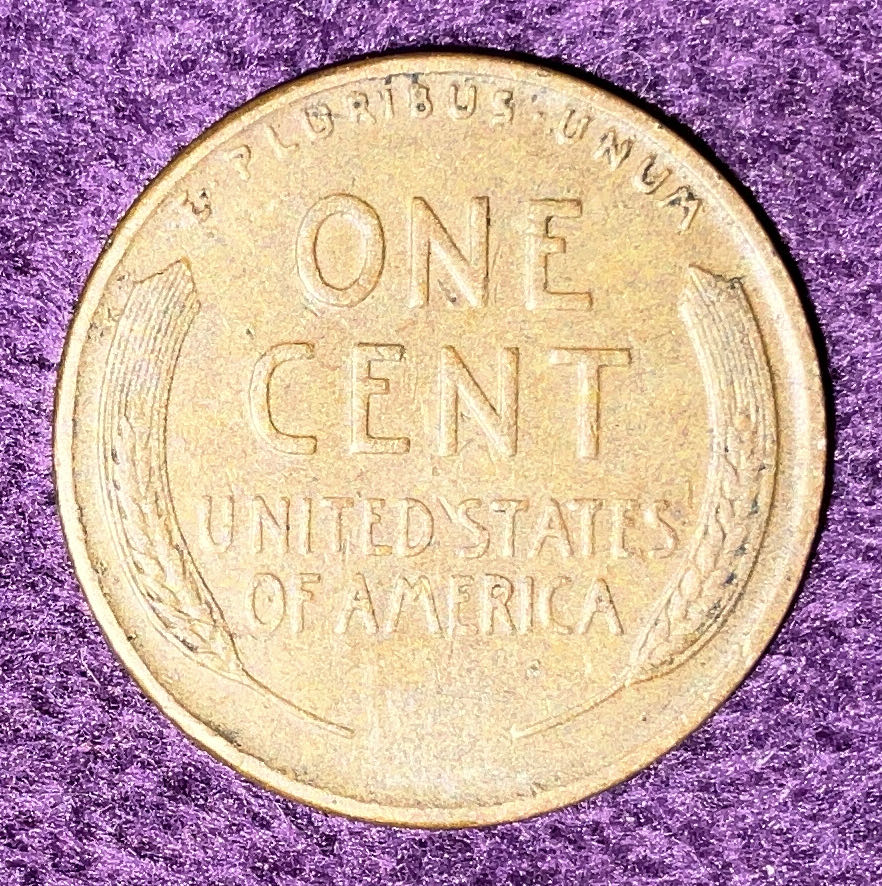 E PLURIBUS · UNUM
ONE
CENT
UNITED STATES
OF AMERICA